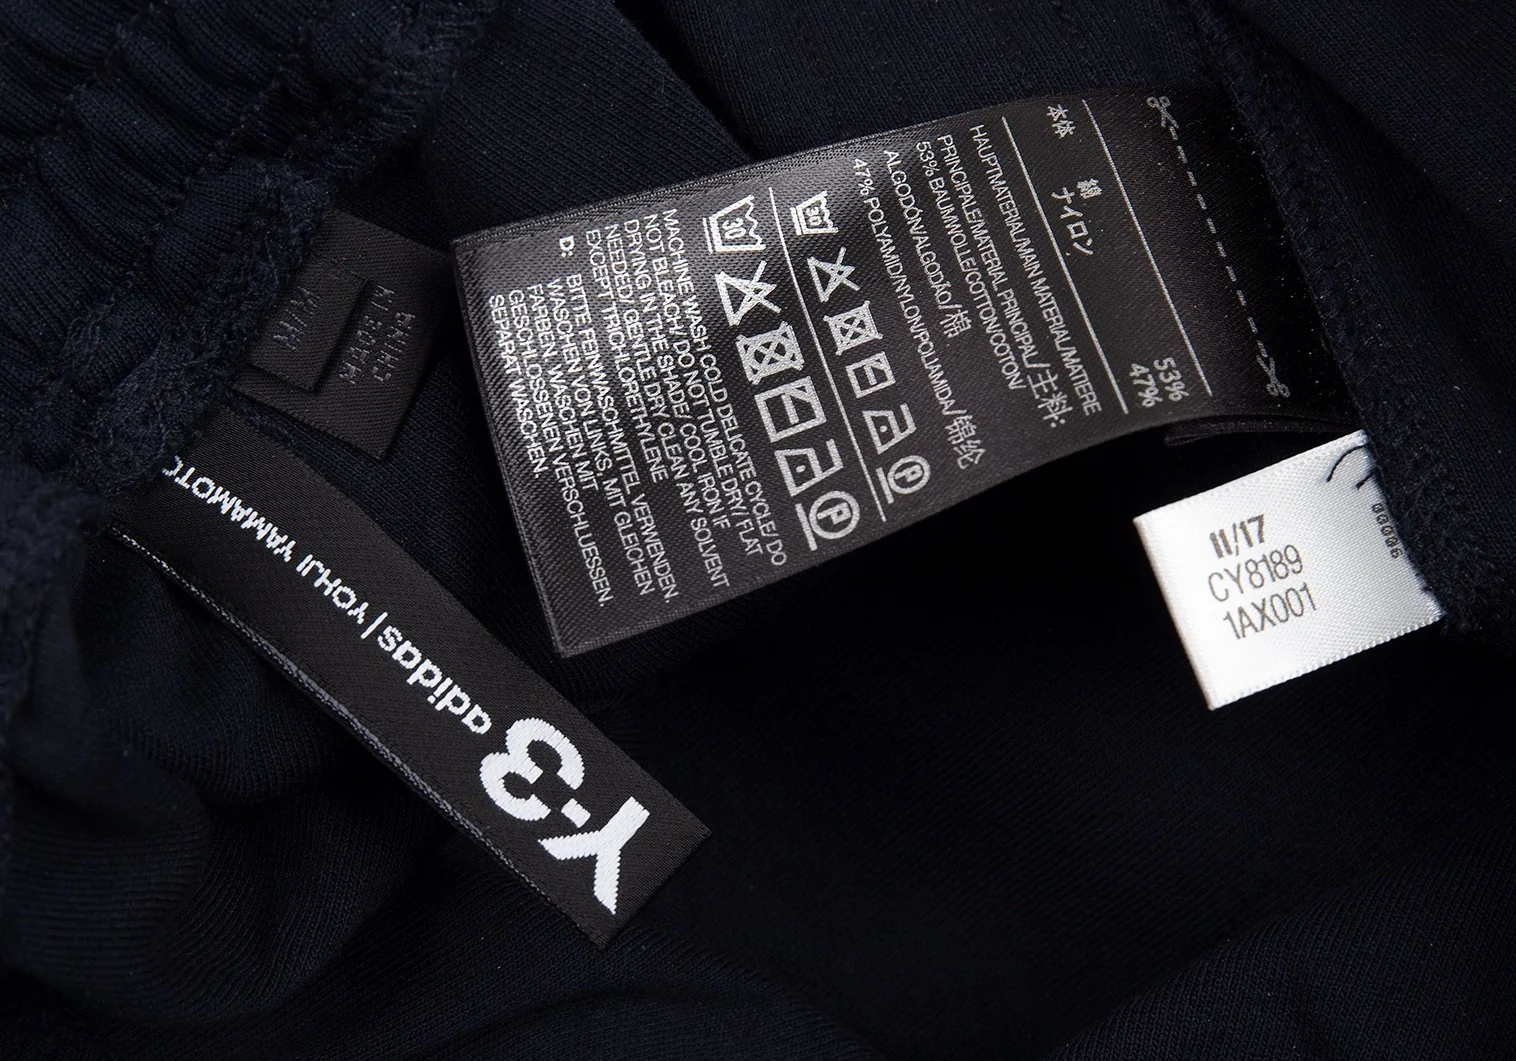 Y-3
adidas | YOHJI YAMAMOTO
MACHINE WASH COLD DELICATE CYCLE/ DO
NOT BLEACH/ DO NOT TUMBLE DRY/ FLAT
DRYING IN THE SHADE/ COOL IRON IF
NEEDED/ GENTLE DRY CLEAN ANY SOLVENT
EXCEPT TRICHLORETHYLENE
D: BITTE FEINWASCHMITTEL VERWENDEN.
WASCHEN VON LINKS. MIT GLEICHEN
FARBEN WASCHEN. MIT
GESCHLOSSENEN VERSCHLUESSEN.
SEPARAT WASCHEN.
30
P
30
P
本体 綿 53%
ナイロン 47%
HAUPTMATERIAL/MAIN MATERIAL/MATIERE
PRINCIPALE/MATERIAL PRINCIPAL/主料:
53% BAUMWOLLE/COTTON/COTON/
ALGODÓN/ALGODÃO/棉
47% POLYAMID/NYLON/POLIAMIDA/锦纶
11/17
CY8189
1AX001